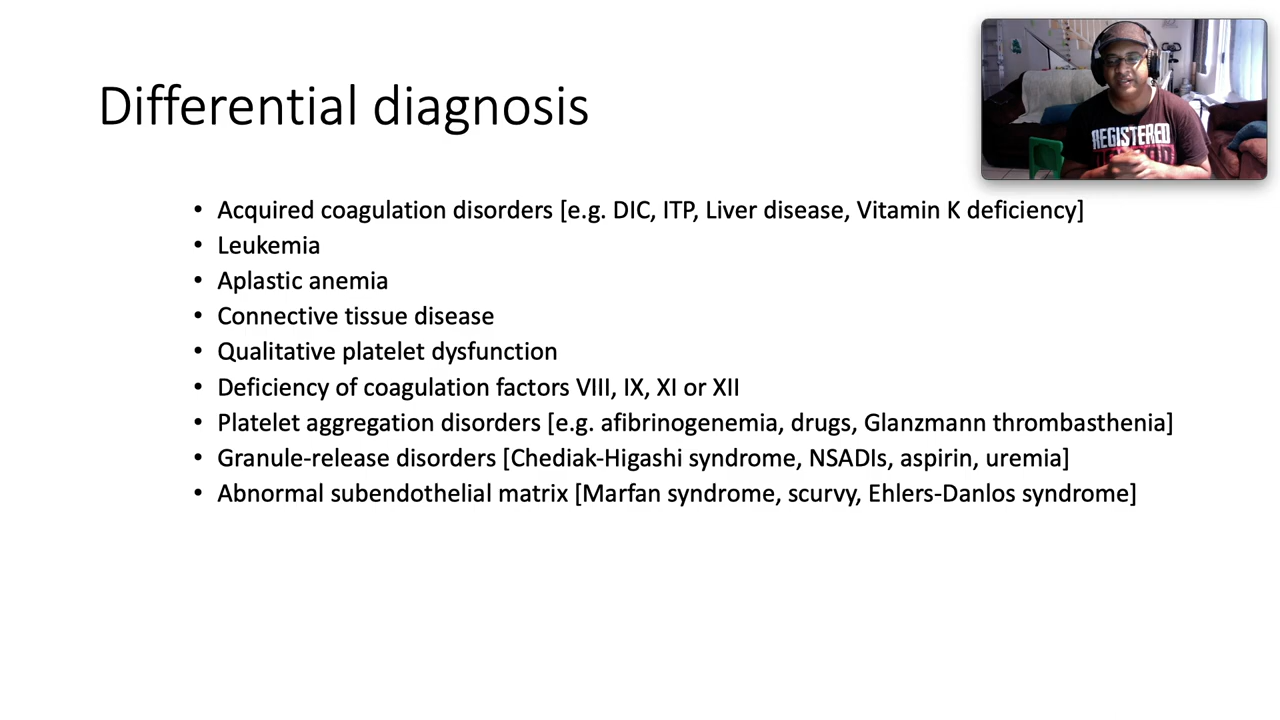 Differential diagnosis
REGISTERED
• Acquired coagulation disorders [e.g. DIC, ITP, Liver disease, Vitamin K deficiency]
• Leukemia
• Aplastic anemia
• Connective tissue disease
• Qualitative platelet dysfunction
• Deficiency of coagulation factors VIII, IX, XI or XII
• Platelet aggregation disorders [e.g. afibrinogenemia, drugs, Glanzmann thrombasthenia]
• Granule-release disorders [Chediak-Higashi syndrome, NSADIs, aspirin, uremia]
• Abnormal subendothelial matrix [Marfan syndrome, scurvy, Ehlers-Danlos syndrome]